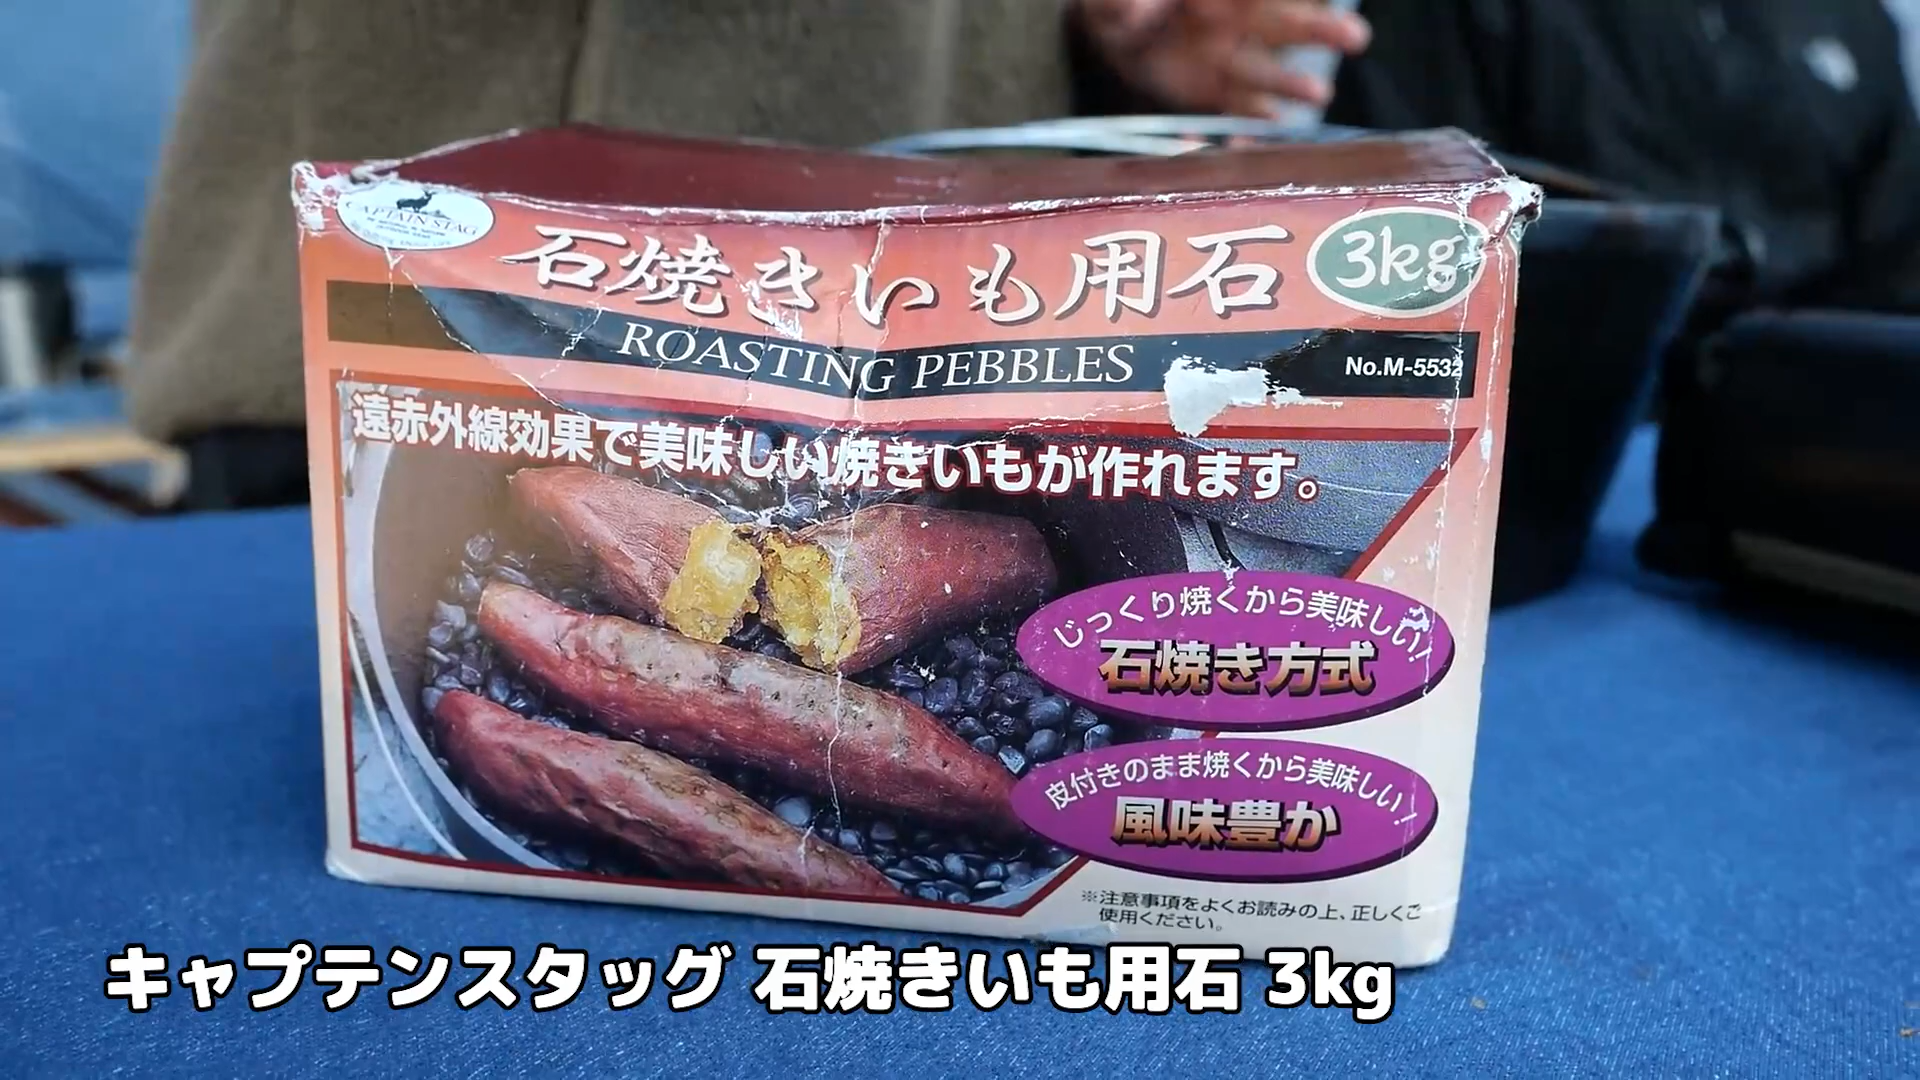 CAPTAIN STAG
石焼きいも用石
3kg
ROASTING PEBBLES
No.M-5532
遠赤外線効果で美味しい焼きいもが作れます。
じっくり焼くから美味しい!
石焼き方式
皮付きのまま焼くから美味しい!
風味豊か
※注意事項をよくお読みの上、正しくご
使用ください。
キャプテンスタッグ 石焼きいも用石 3kg